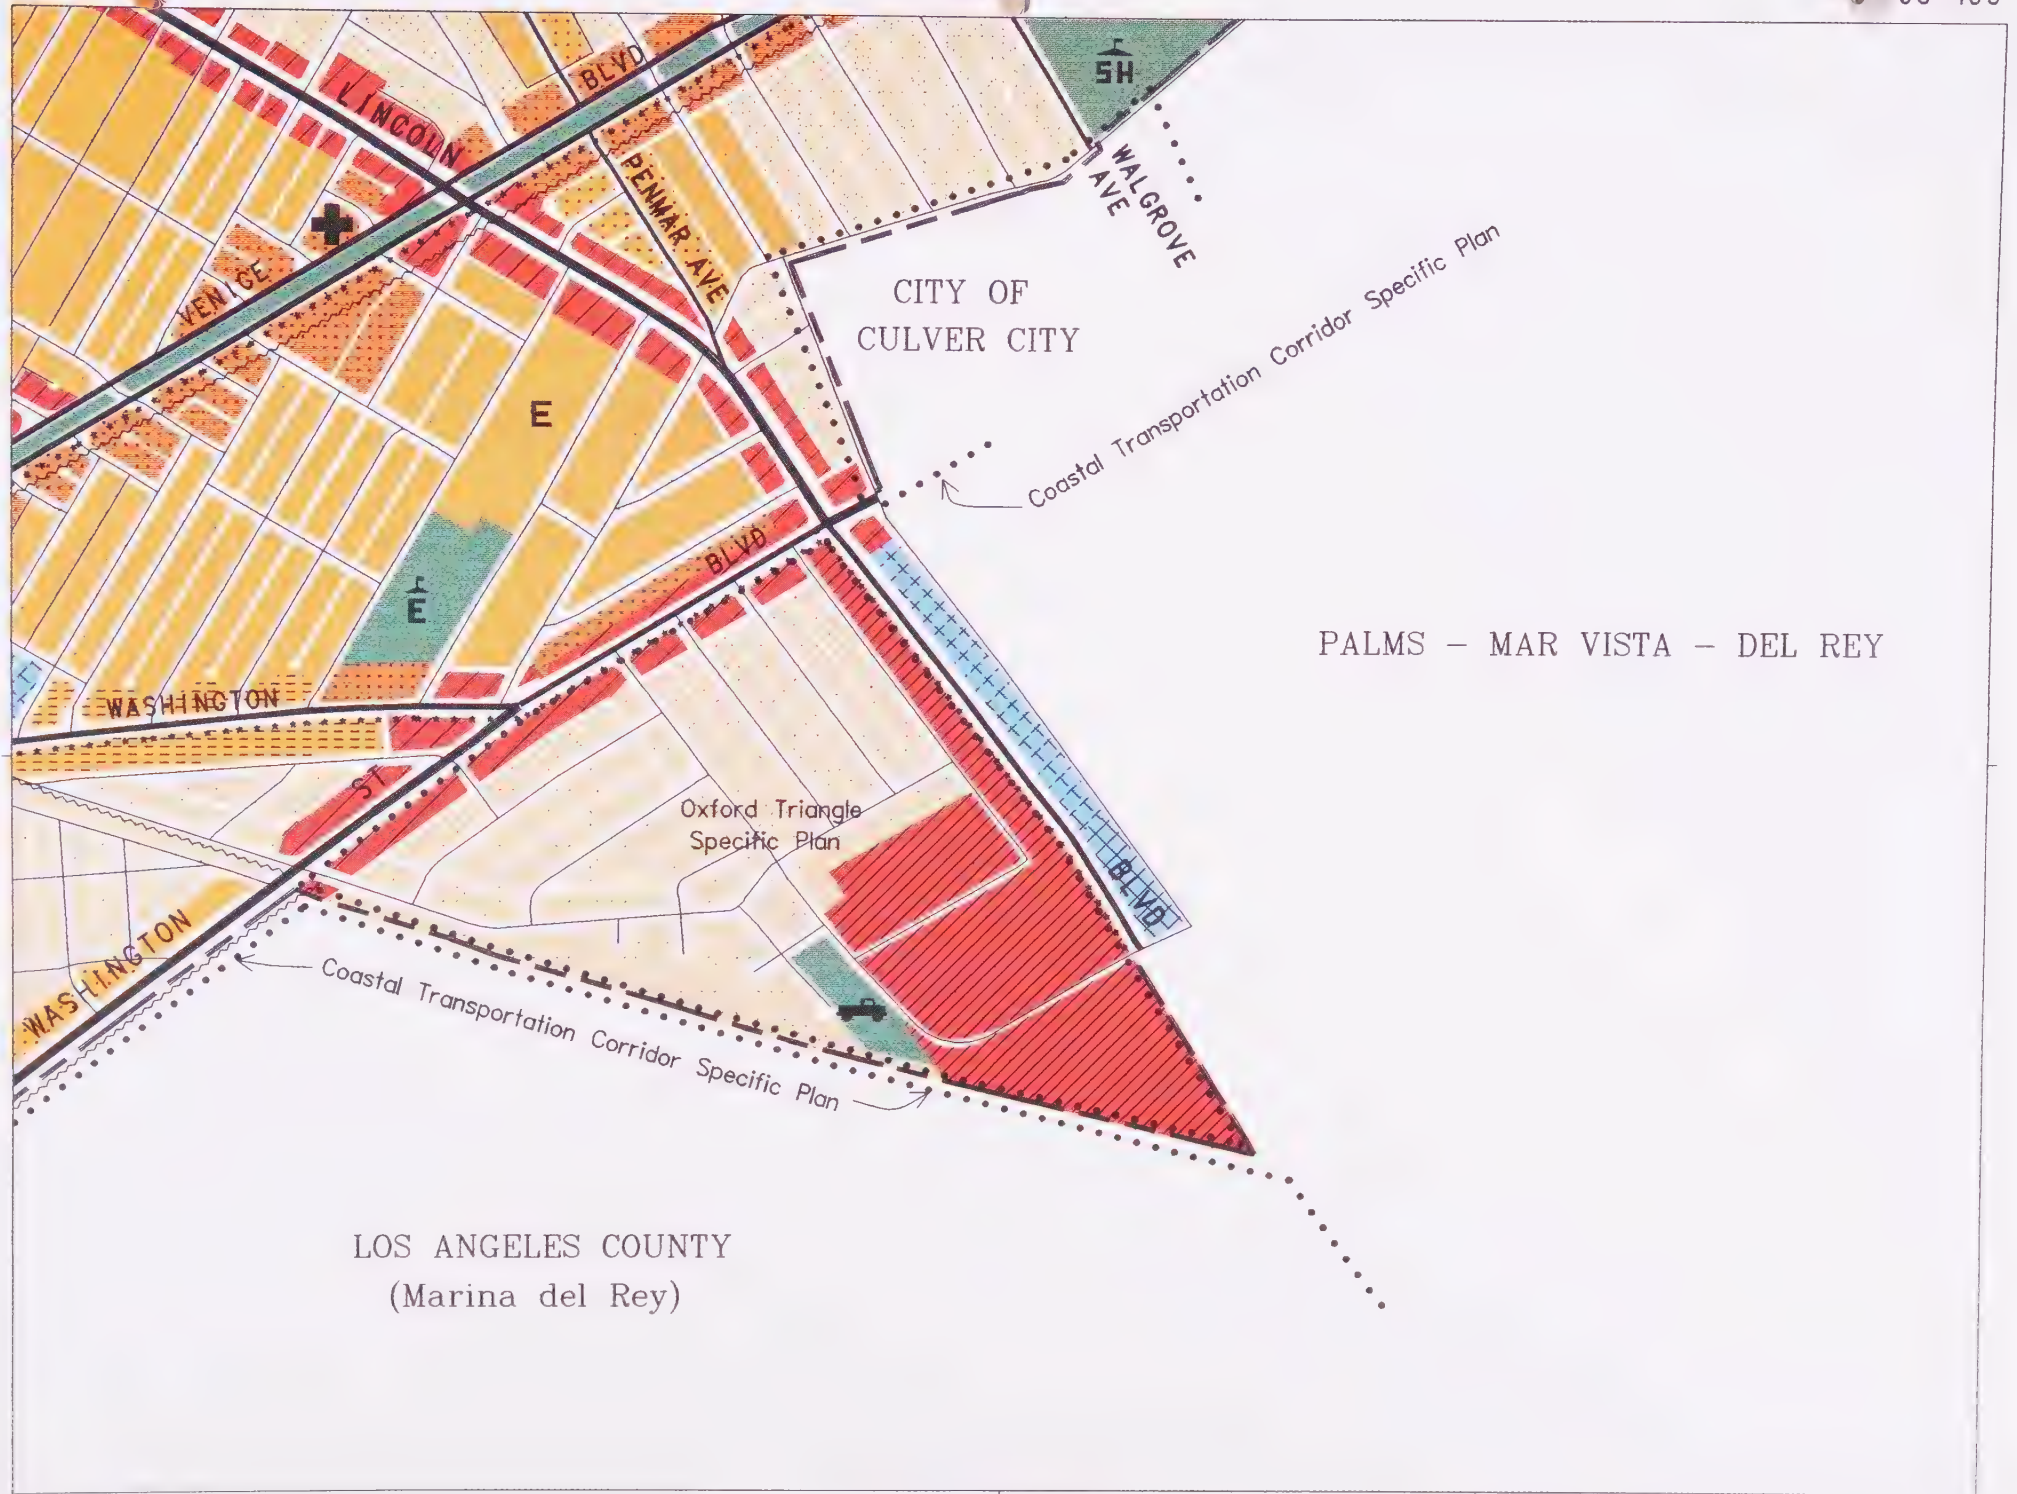 SH
BLVD
LINCOLN
PENMAR AVE
WALGROVE
AVE
VENICE
CITY OF
CULVER CITY
Coastal Transportation Corridor Specific Plan
E
BLVD
E
PALMS – MAR VISTA – DEL REY
WASHINGTON
ST
Oxford Triangle
Specific Plan
BLVD
WASHINGTON
Coastal Transportation Corridor Specific Plan
LOS ANGELES COUNTY
(Marina del Rey)